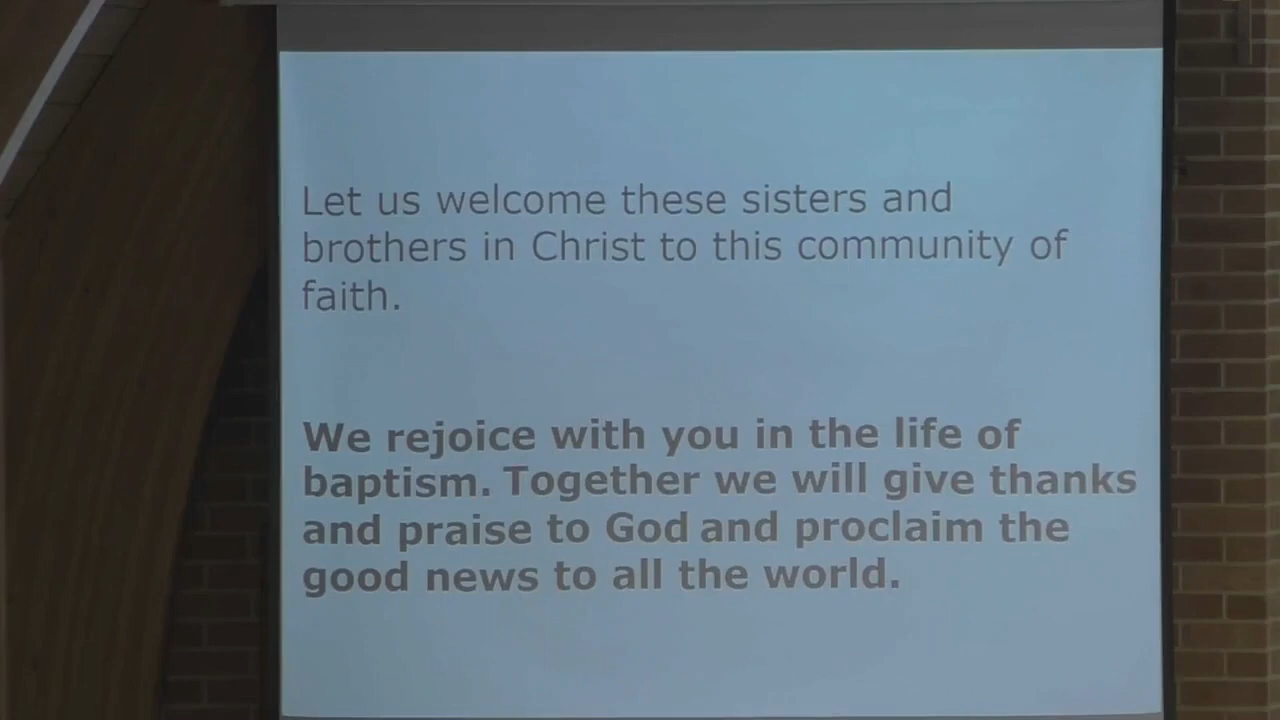 Let us welcome these sisters and
brothers in Christ to this community of
faith.
We rejoice with you in the life of
baptism. Together we will give thanks
and praise to God and proclaim the
good news to all the world.